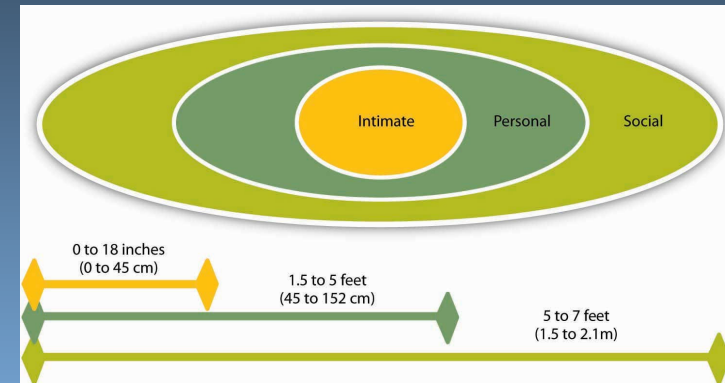 Intimate
Personal
Social
0 to 18 inches
(0 to 45 cm)
1.5 to 5 feet
(45 to 152 cm)
5 to 7 feet
(1.5 to 2.1m)